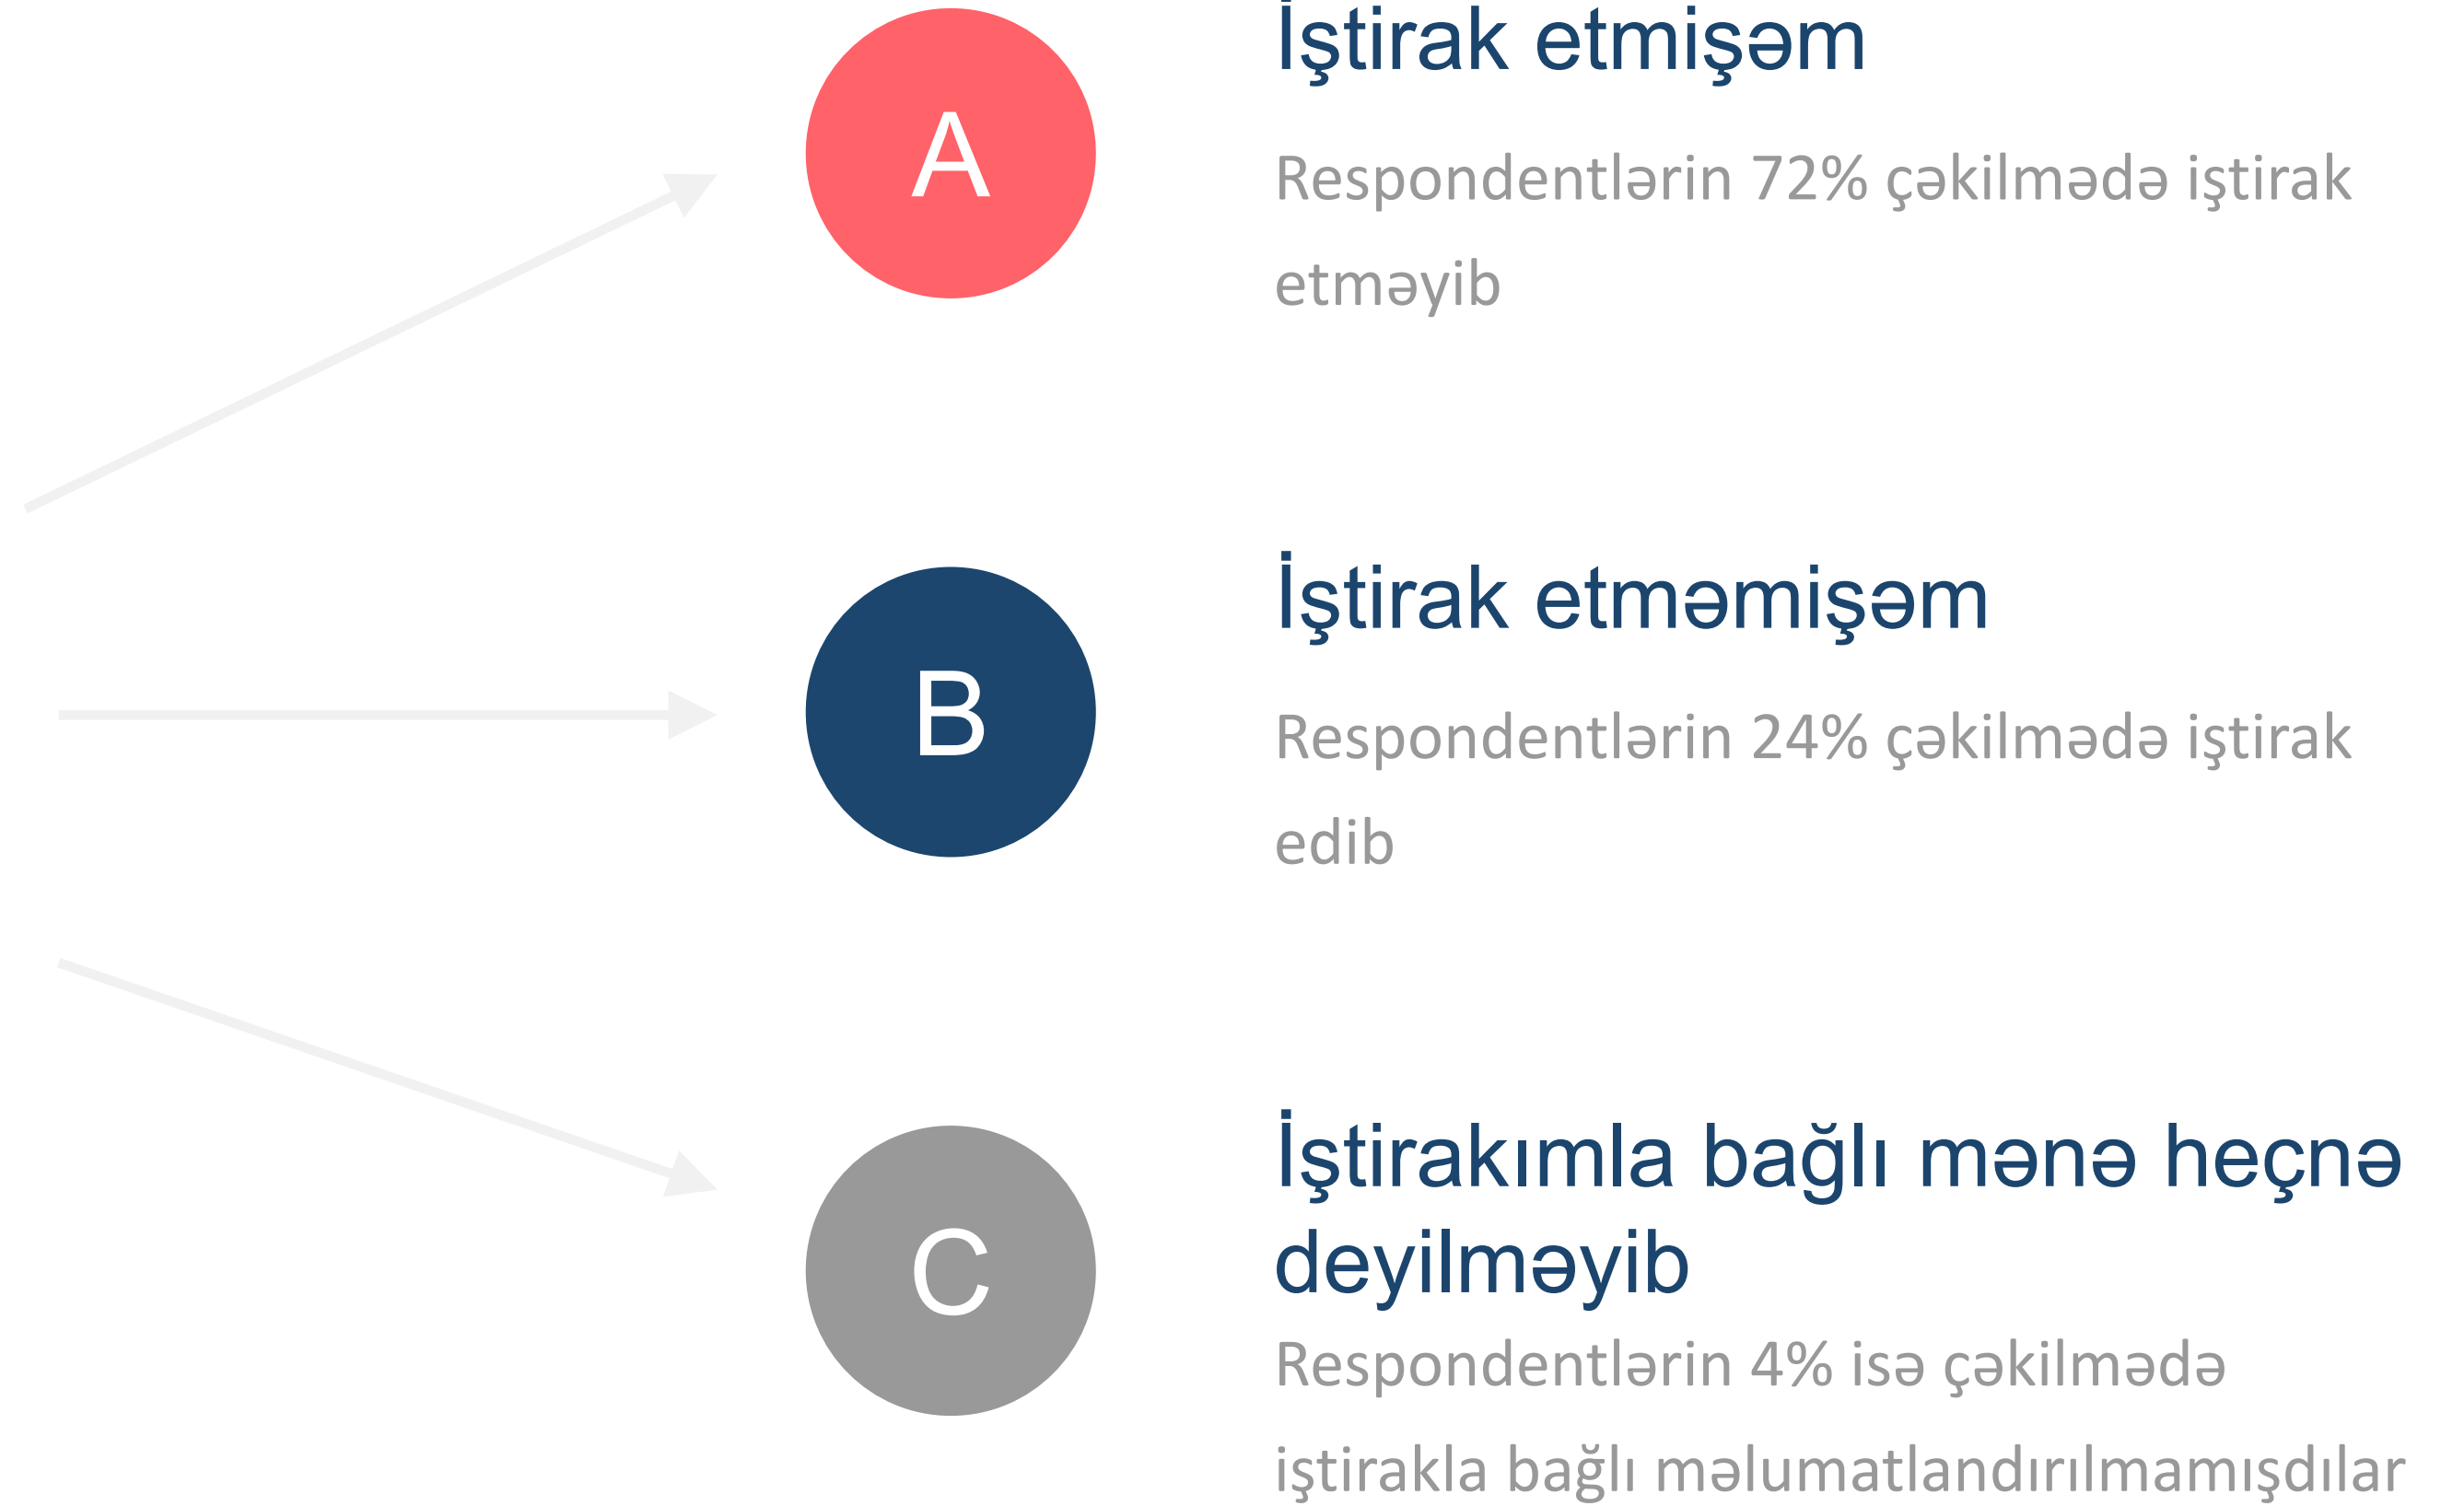 A
İştirak etmişəm
Respondentlərin 72% çəkilmədə iştirak
etməyib
B
İştirak etməmişəm
Respondentlərin 24% çəkilmədə iştirak
edib
C
İştirakımla bağlı mənə heçnə
deyilməyib
Respondentlərin 4% isə çəkilmədə
iştirakla bağlı məlumatlandırılmamışdılar